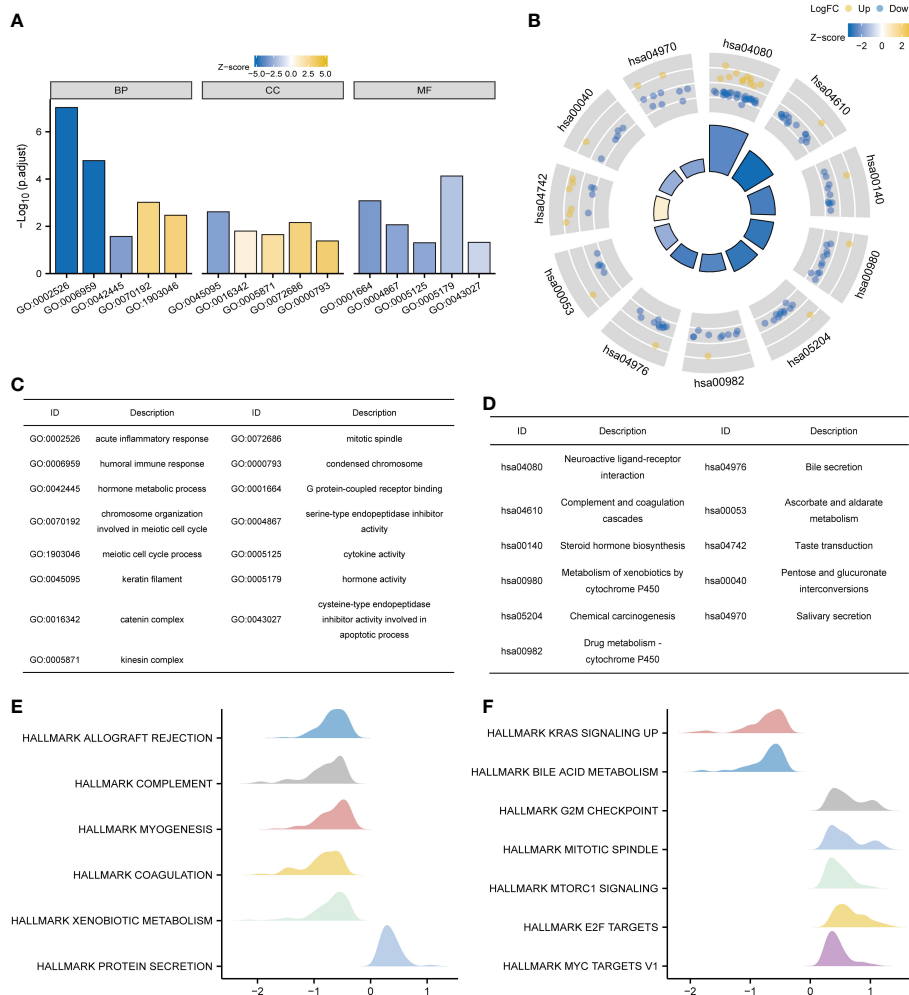 A
Z-score
−5.0 −2.5 0.0 2.5 5.0
BP
CC
MF
−Log10 (p.adjust)
6
4
2
0
GO:0002526
GO:0006959
GO:0042445
GO:0070192
GO:1903046
GO:0045095
GO:0016342
GO:0005871
GO:0072686
GO:0000793
GO:0001664
GO:0004867
GO:0005125
GO:0005179
GO:0043027
B
LogFC Up Down
Z-score
−2 0 2
hsa04080
hsa04610
hsa00140
hsa00980
hsa05204
hsa00982
hsa04976
hsa00053
hsa04742
hsa00040
hsa04970
C
ID Description ID Description
GO:0002526 acute inflammatory response GO:0072686 mitotic spindle
GO:0006959 humoral immune response GO:0000793 condensed chromosome
GO:0042445 hormone metabolic process GO:0001664 G protein-coupled receptor binding
GO:0070192 chromosome organization involved in meiotic cell cycle GO:0004867 serine-type endopeptidase inhibitor activity
GO:1903046 meiotic cell cycle process GO:0005125 cytokine activity
GO:0045095 keratin filament GO:0005179 hormone activity
GO:0016342 catenin complex GO:0043027 cysteine-type endopeptidase inhibitor activity involved in apoptotic process
GO:0005871 kinesin complex
D
ID Description ID Description
hsa04080 Neuroactive ligand-receptor interaction hsa04976 Bile secretion
hsa04610 Complement and coagulation cascades hsa00053 Ascorbate and aldarate metabolism
hsa00140 Steroid hormone biosynthesis hsa04742 Taste transduction
hsa00980 Metabolism of xenobiotics by cytochrome P450 hsa00040 Pentose and glucuronate interconversions
hsa05204 Chemical carcinogenesis hsa04970 Salivary secretion
hsa00982 Drug metabolism - cytochrome P450
E
HALLMARK ALLOGRAFT REJECTION
HALLMARK COMPLEMENT
HALLMARK MYOGENESIS
HALLMARK COAGULATION
HALLMARK XENOBIOTIC METABOLISM
HALLMARK PROTEIN SECRETION
−2 −1 0 1
F
HALLMARK KRAS SIGNALING UP
HALLMARK BILE ACID METABOLISM
HALLMARK G2M CHECKPOINT
HALLMARK MITOTIC SPINDLE
HALLMARK MTORC1 SIGNALING
HALLMARK E2F TARGETS
HALLMARK MYC TARGETS V1
−2 −1 0 1